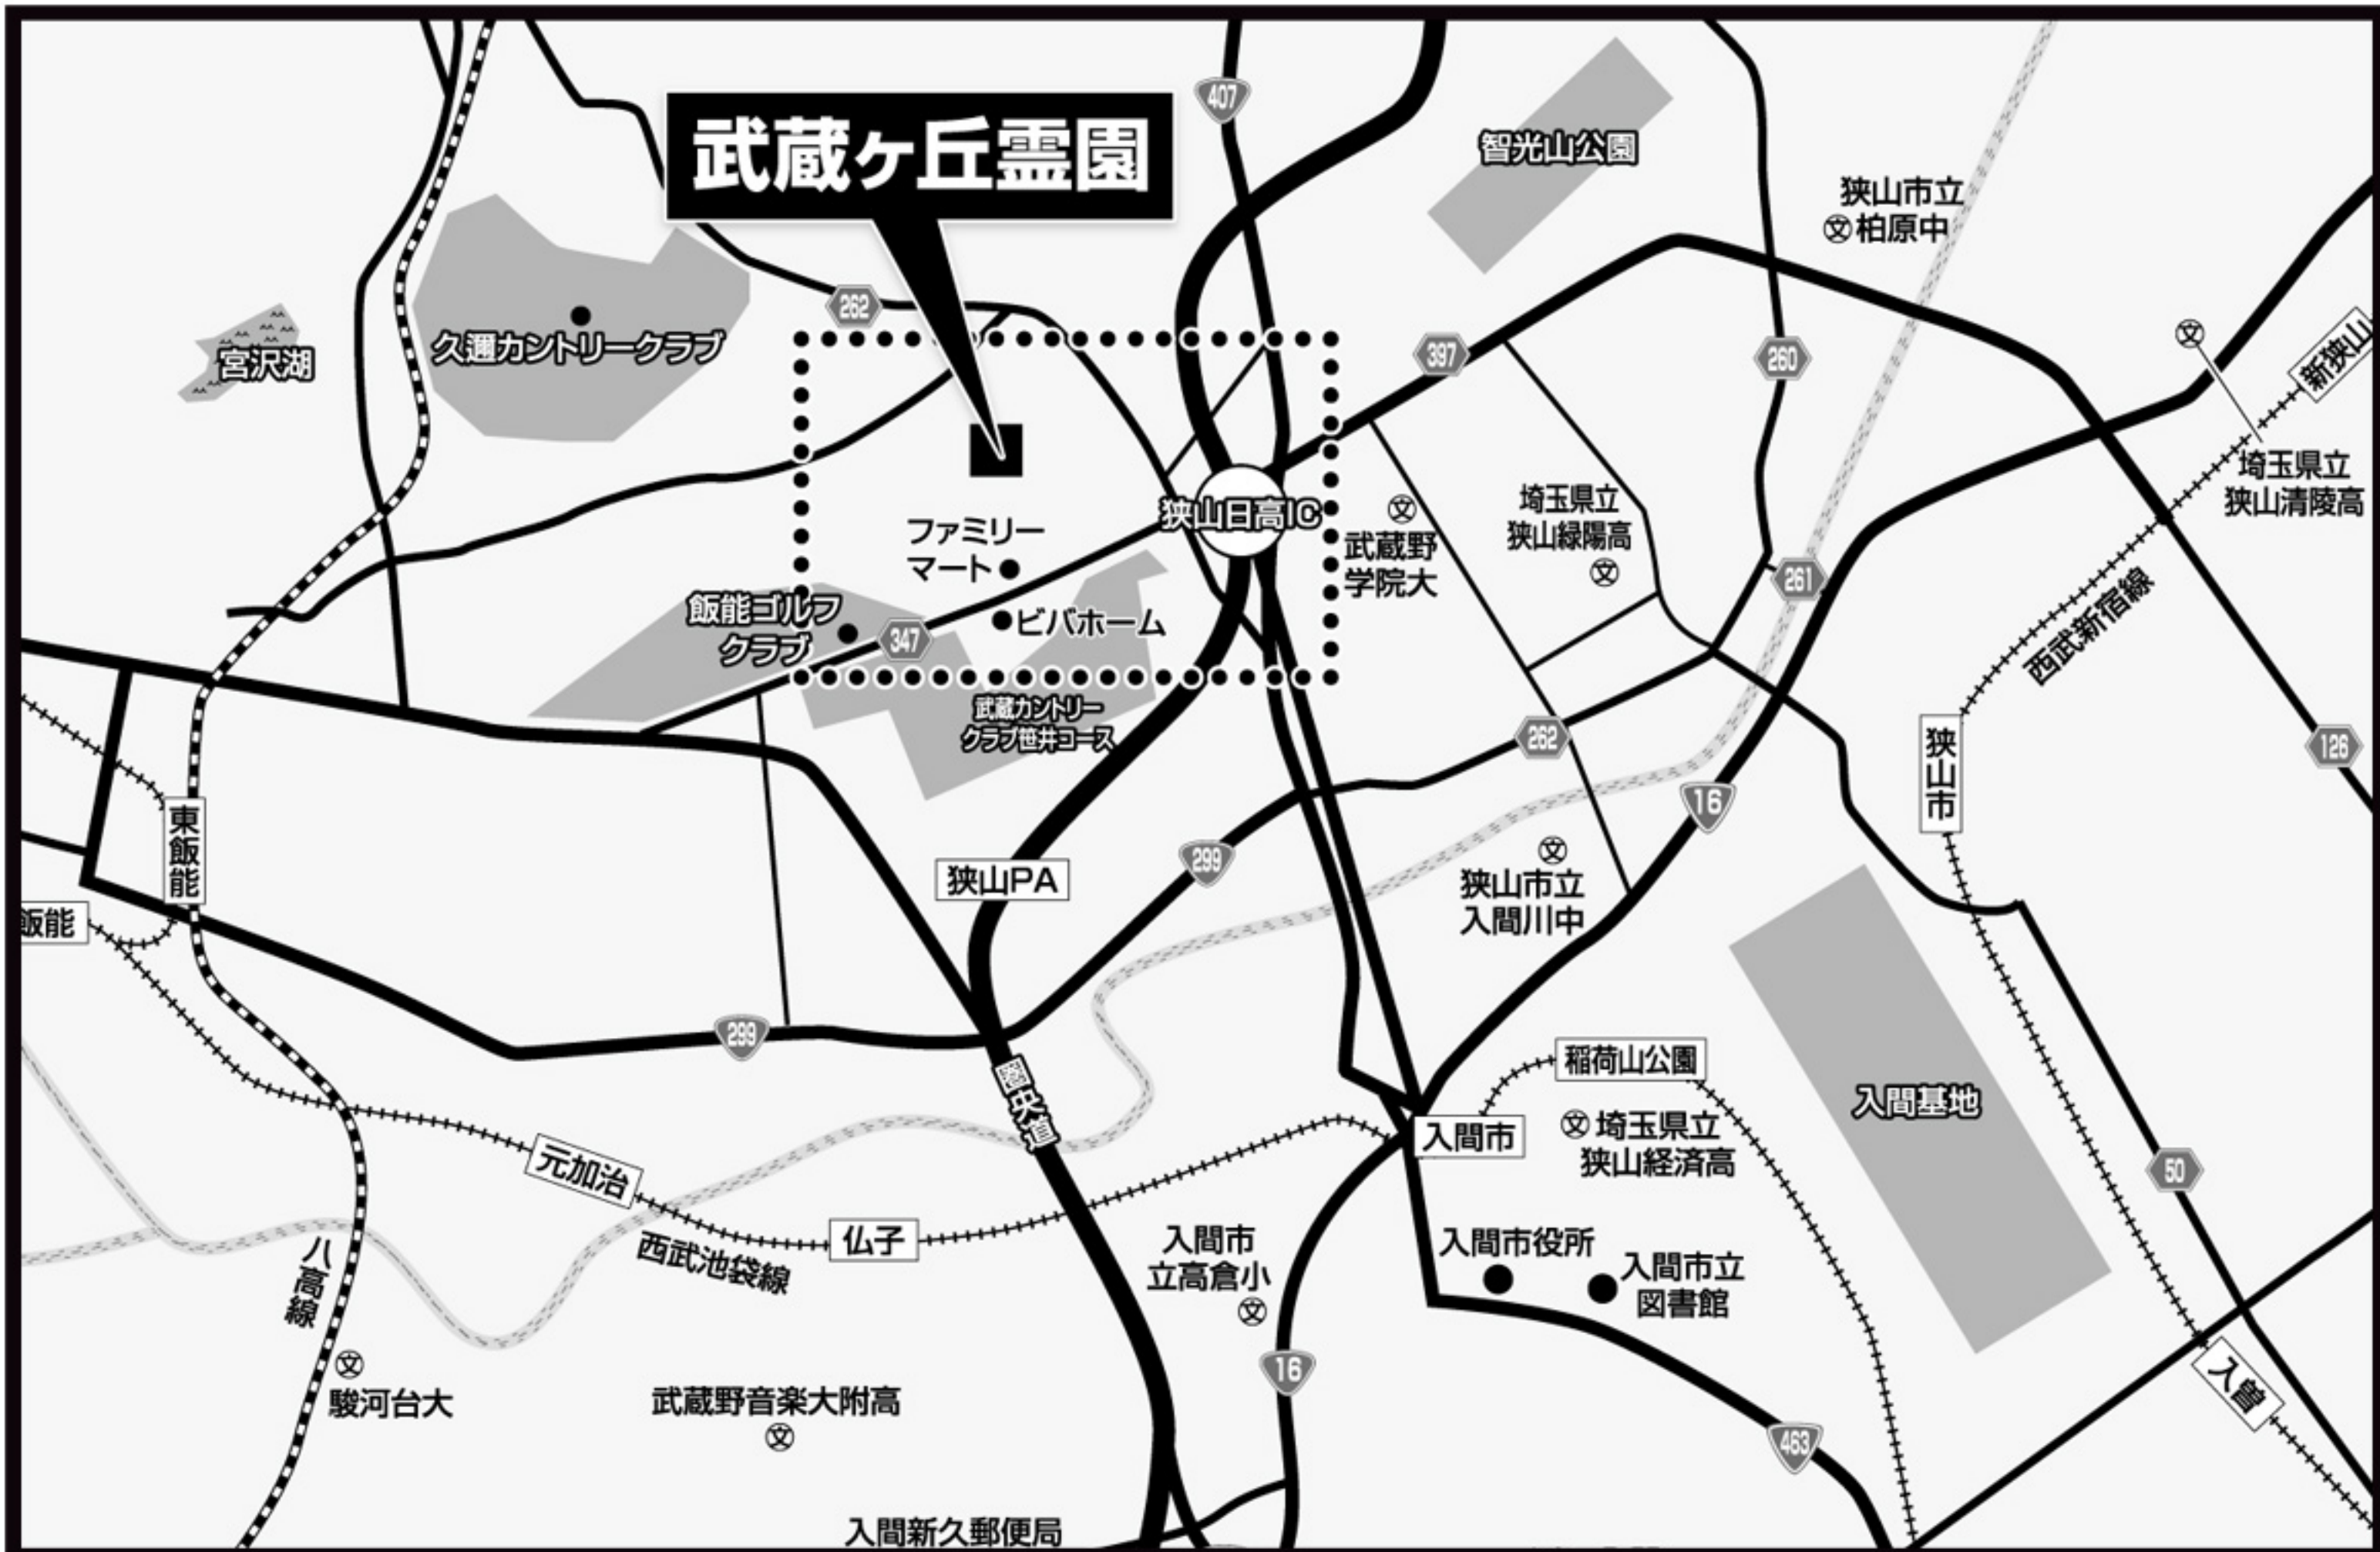 407
武蔵ヶ丘霊園
智光山公園
狭山市立
柏原中
文
262
宮沢湖
久邇カントリークラブ
397
260
文
新狭山
埼玉県立
狭山清陵高
狭山日高IC
文
武蔵野
学院大
埼玉県立
狭山緑陽高
文
ファミリー
マート
261
飯能ゴルフ
クラブ
347
ビバホーム
西武新宿線
武蔵カントリー
クラブ笹井コース
262
狭山市
126
16
東飯能
299
狭山PA
文
狭山市立
入間川中
飯能
299
圏央道
稲荷山公園
入間基地
入間市
文
埼玉県立
狭山経済高
元加治
50
仏子
西武池袋線
八高線
入間市
立高倉小
文
入間市役所
入間市立
図書館
文
駿河台大
16
入曽
武蔵野音楽大附高
文
463
入間新久郵便局